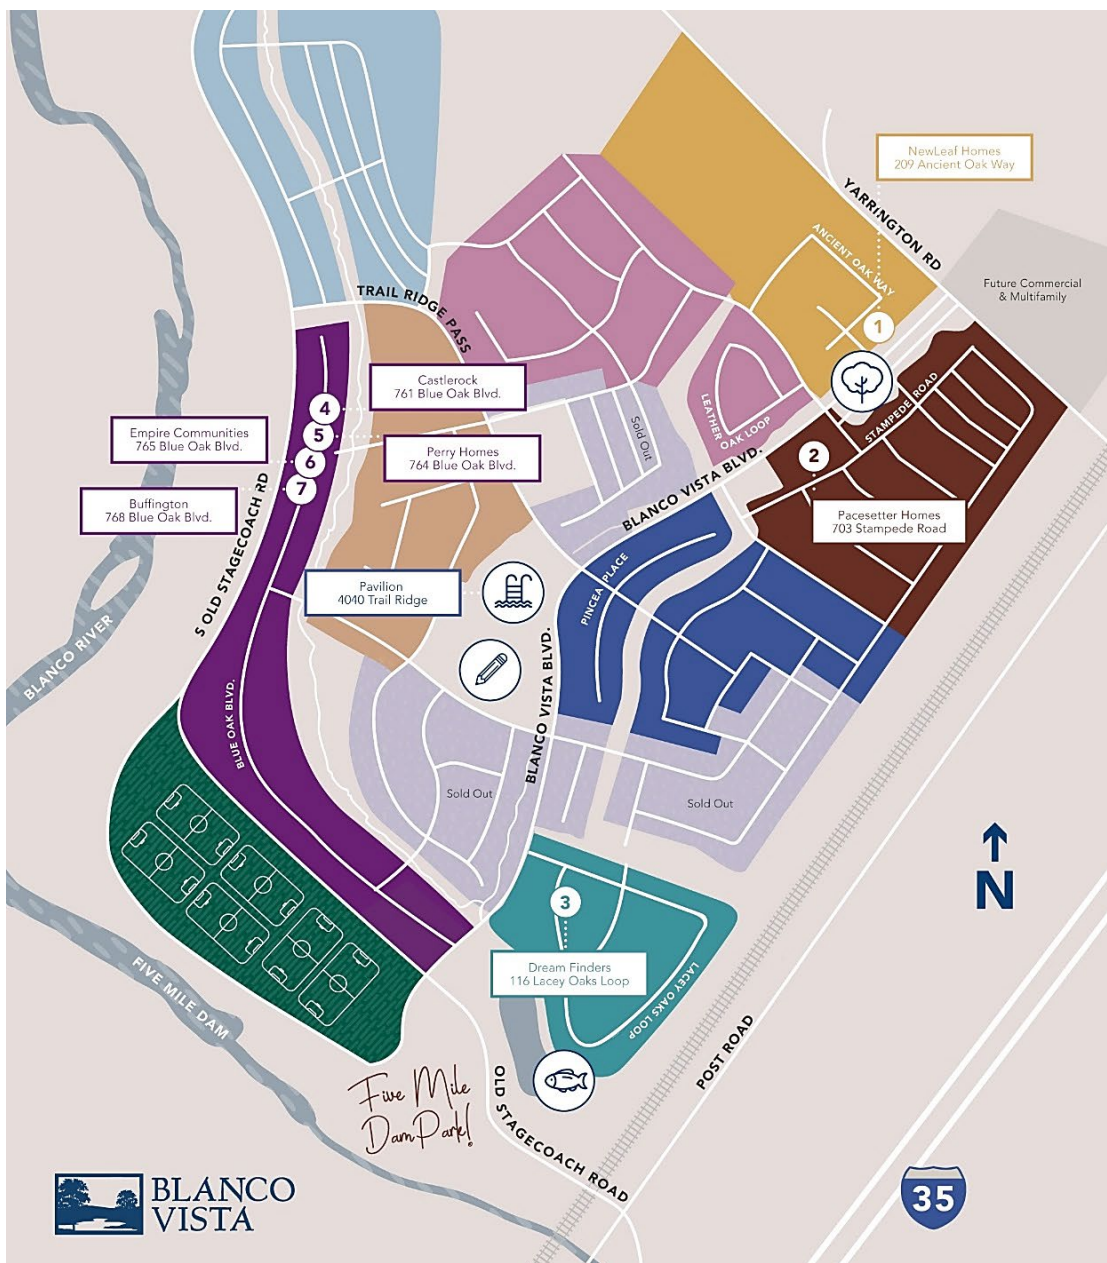 NewLeaf Homes
209 Ancient Oak Way
YARRINGTON RD
ANCIENT OAK WAY
Future Commercial
& Multifamily
1
TRAIL RIDGE PASS
Castlerock
761 Blue Oak Blvd.
4
LEATHER
OAK LOOP
STAMPEDE ROAD
Sold Out
Empire Communities
765 Blue Oak Blvd.
5
Perry Homes
764 Blue Oak Blvd.
6
2
BLANCO VISTA BLVD.
7
Buffington
768 Blue Oak Blvd.
Pacesetter Homes
703 Stampede Road
S OLD STAGECOACH RD
Pavilion
4040 Trail Ridge
PINCEA PLACE
BLANCO RIVER
BLANCO VISTA BLVD.
BLUE OAK BLVD.
Sold Out
Sold Out
N
3
Dream Finders
116 Lacey Oaks Loop
LACEY OAKS LOOP
FIVE MILE DAM
POST ROAD
Five Mile
Dam Park!
OLD STAGECOACH ROAD
BLANCO
VISTA
35